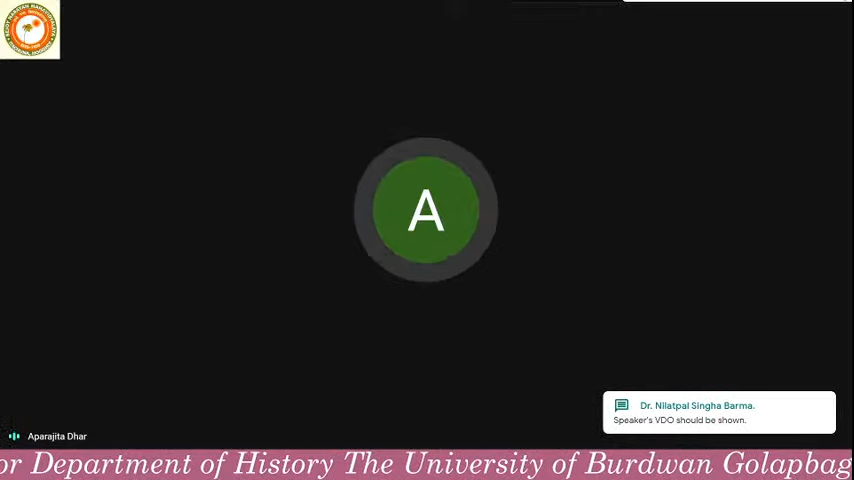 A
Dr. Nilatpal Singha Barma.
Speaker's VDO should be shown.
Aparajita Dhar
or Department of History The University of Burdwan Golapbag